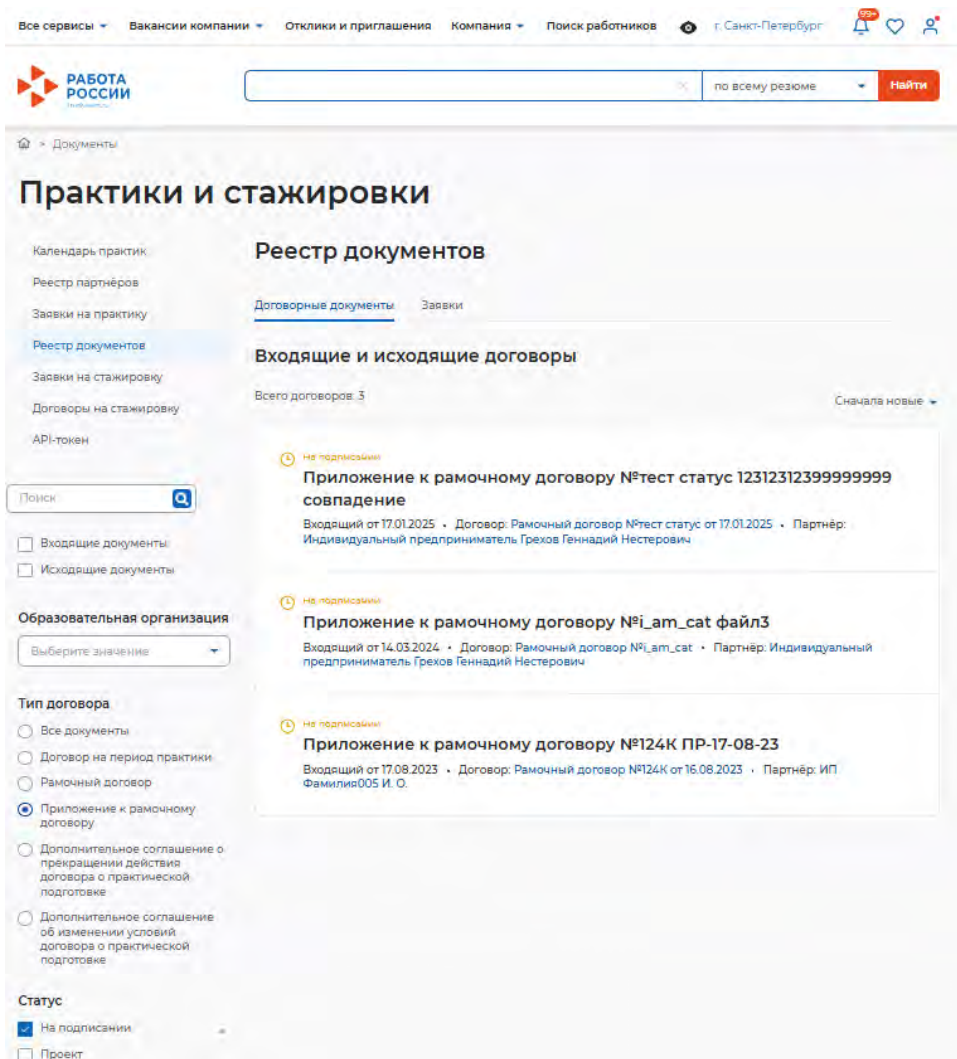 Все сервисы Вакансии компании Отклики и приглашения Компания Поиск работников г. Санкт-Петербург 99+
РАБОТА
РОССИИ
по всему резюме Найти
> Документы
Практики и стажировки
Календарь практик
Реестр партнёров
Заявки на практику
Реестр документов
Заявки на стажировку
Договоры на стажировку
API-токен
Поиск
Входящие документы
Исходящие документы
Образовательная организация
Выберите значение
Тип договора
Все документы
Договор на период практики
Рамочный договор
Приложение к рамочному
договору
Дополнительное соглашение о
прекращении действия
договора о практической
подготовке
Дополнительное соглашение
об изменении условий
договора о практической
подготовке
Статус
На подписании
Проект
Реестр документов
Договорные документы Заявки
Входящие и исходящие договоры
Всего договоров: 3
Сначала новые
На подписании
Приложение к рамочному договору №тест статус 12312312399999999
совпадение
Входящий от 17.01.2025 • Договор: Рамочный договор №тест статус от 17.01.2025 • Партнёр:
Индивидуальный предприниматель Грехов Геннадий Нестерович
На подписании
Приложение к рамочному договору №i_am_cat файл3
Входящий от 14.03.2024 • Договор: Рамочный договор №i_am_cat • Партнёр: Индивидуальный
предприниматель Грехов Геннадий Нестерович
На подписании
Приложение к рамочному договору №124К ПР-17-08-23
Входящий от 17.08.2023 • Договор: Рамочный договор №124К от 16.08.2023 • Партнёр: ИП
Фамилия005 И. О.